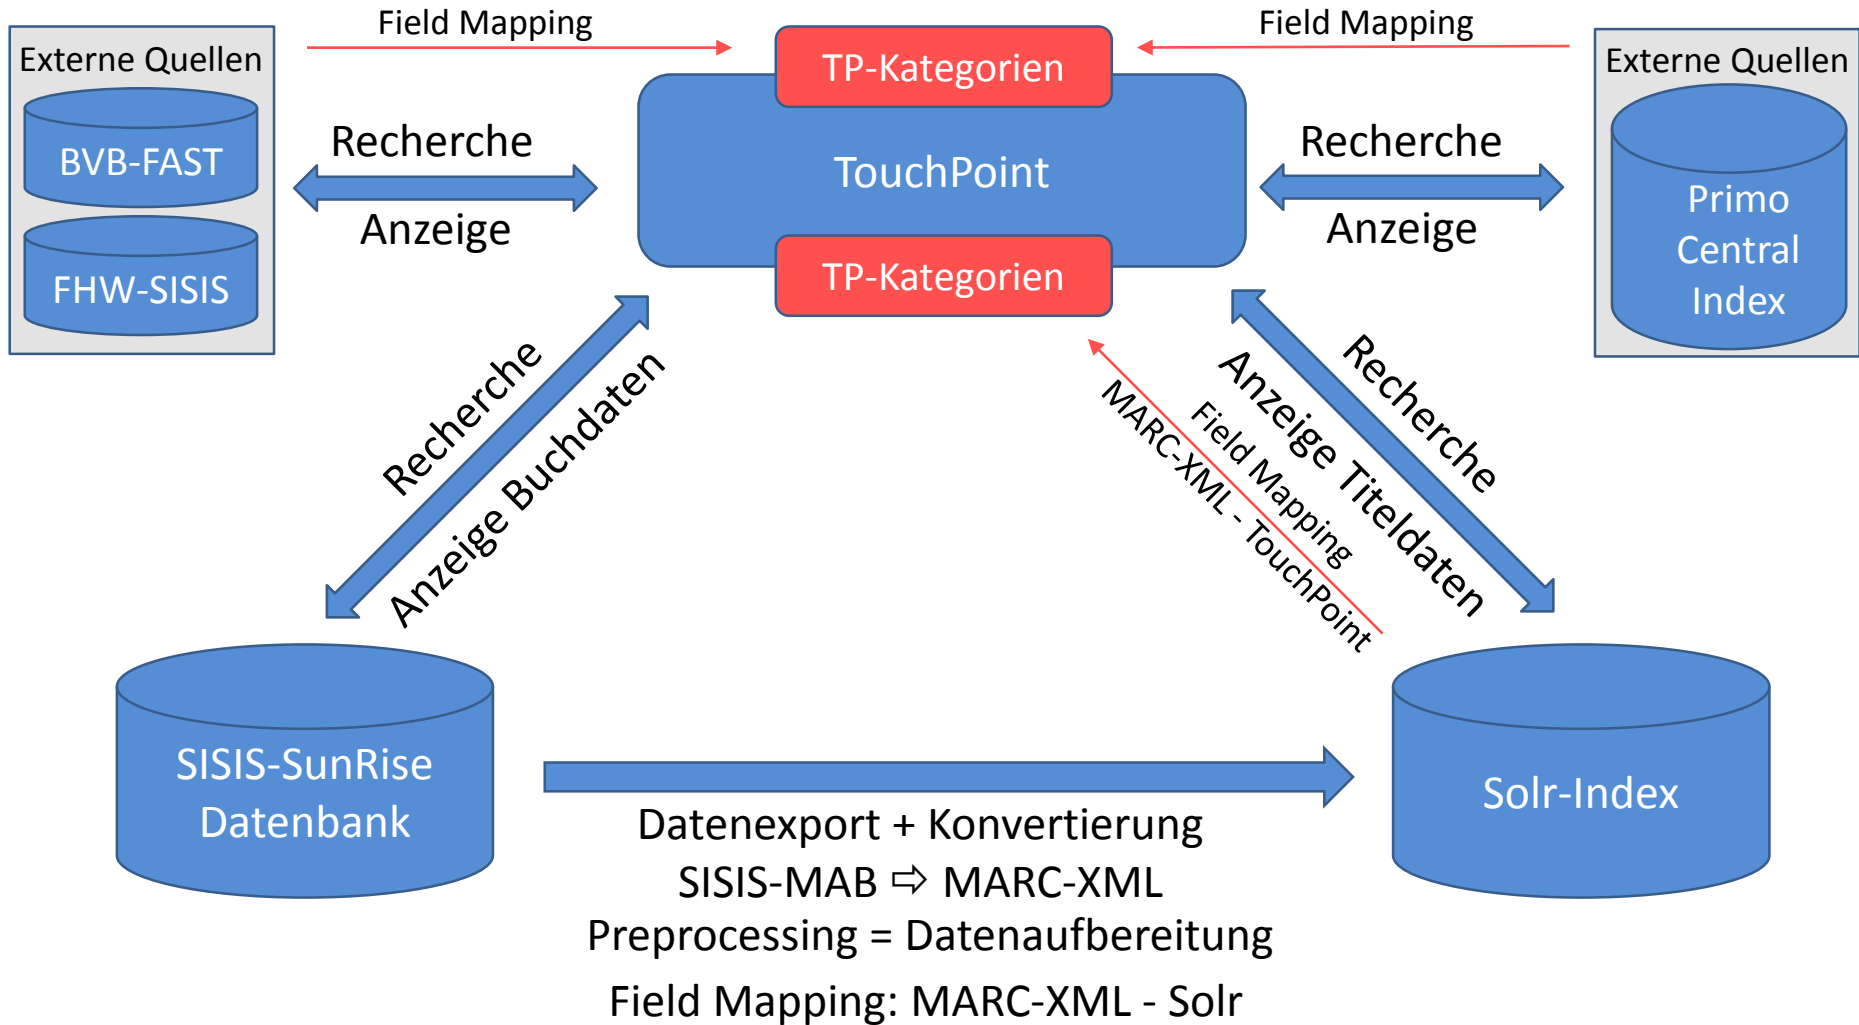 Field Mapping
Field Mapping
Externe Quellen
TP-Kategorien
Externe Quellen
BVB-FAST
Recherche
TouchPoint
Recherche
Anzeige
Anzeige
Primo
Central
Index
FHW-SISIS
TP-Kategorien
Recherche
Anzeige Buchdaten
Recherche
Anzeige Titeldaten
Field Mapping
MARC-XML - TouchPoint
SISIS-SunRise
Datenbank
Solr-Index
Datenexport + Konvertierung
SISIS-MAB ⇨ MARC-XML
Preprocessing = Datenaufbereitung
Field Mapping: MARC-XML - Solr